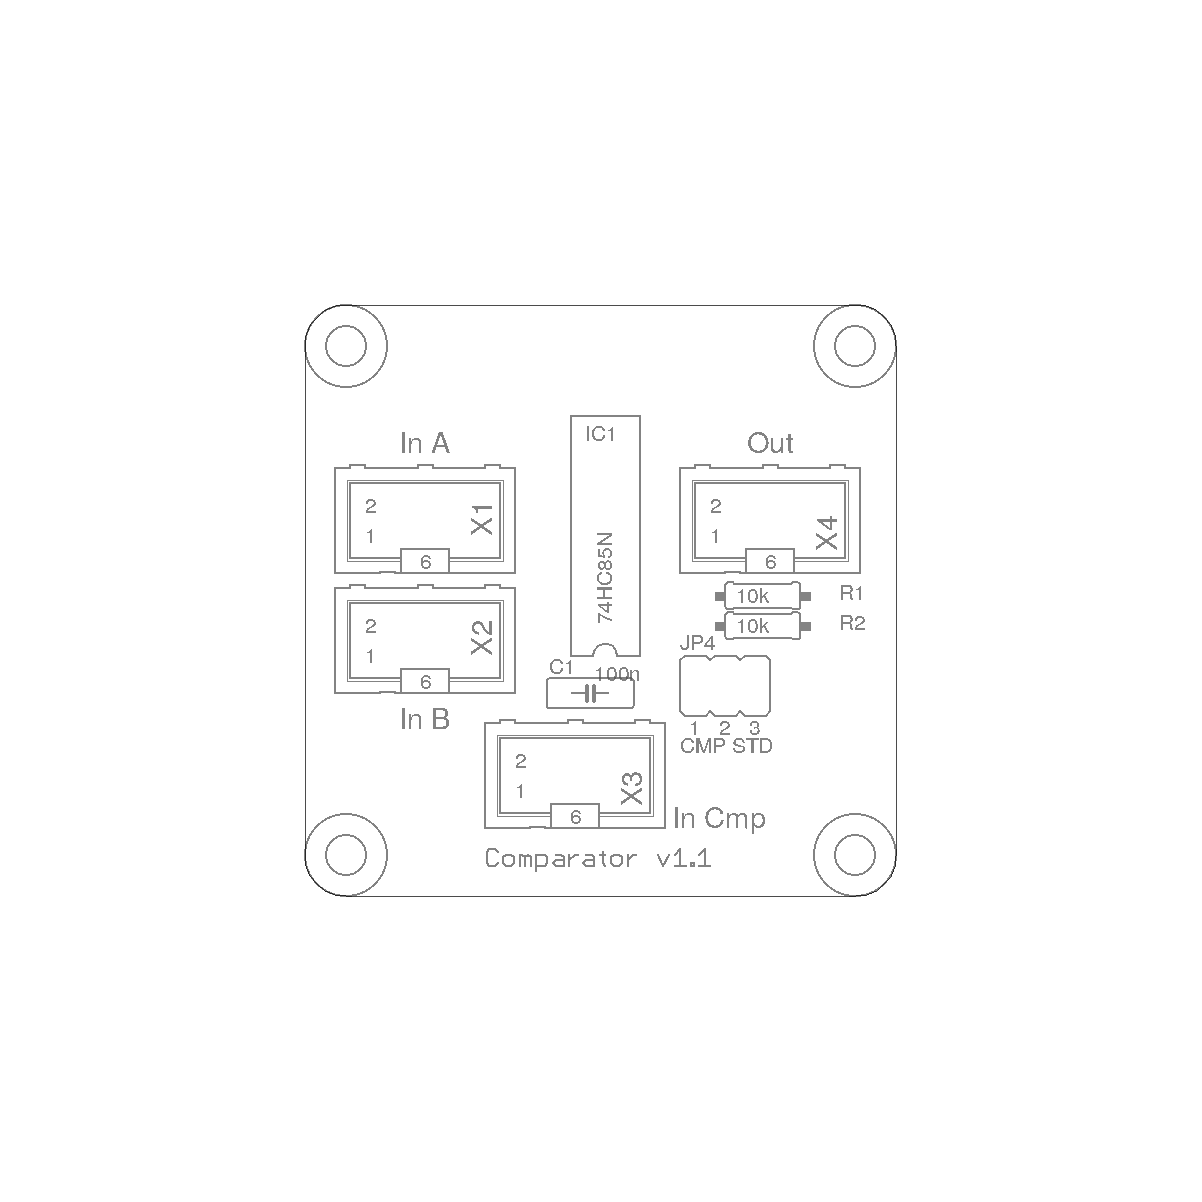 In A
IC1
Out
2
1
6
X1
74HC85N
2
1
6
X4
10k
R1
10k
R2
2
1
6
X2
JP4
C1
100n
In B
1 2 3
CMP STD
2
1
6
X3
In Cmp
Comparator v1.1